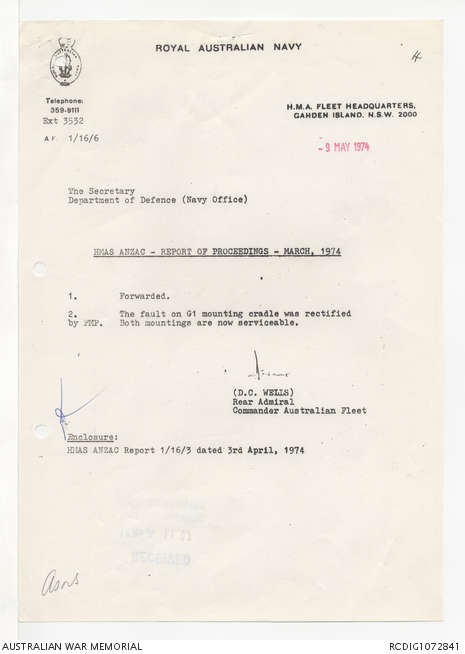 ROYAL AUSTRALIAN NAVY
4
Telephone:
359-9111
Ext 3532
A F. 1/16/6
H.M.A. FLEET HEADQUARTERS,
GARDEN ISLAND. N.S.W. 2000
-9 MAY 1974
The Secretary
Department of Defence (Navy Office)
HMAS ANZAC - REPORT OF PROCEEDINGS - MARCH, 1974
1. Forwarded.
2. The fault on G1 mounting cradle was rectified
by FMP. Both mountings are now serviceable.
(D.C. WELLS)
Rear Admiral
Commander Australian Fleet
Enclosure:
HMAS ANZAC Report 1/16/3 dated 3rd April, 1974
RECEIVED
AUSTRALIAN WAR MEMORIAL
RCDIG1072841